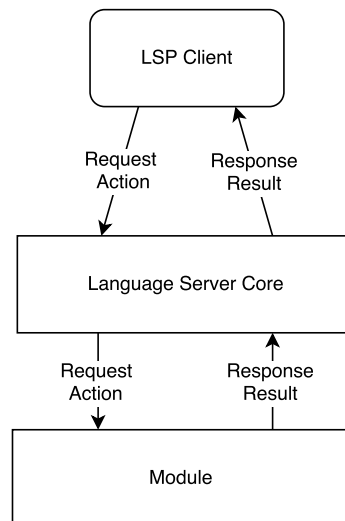 LSP Client
Request
Action
Response
Result
Language Server Core
Request
Action
Response
Result
Module